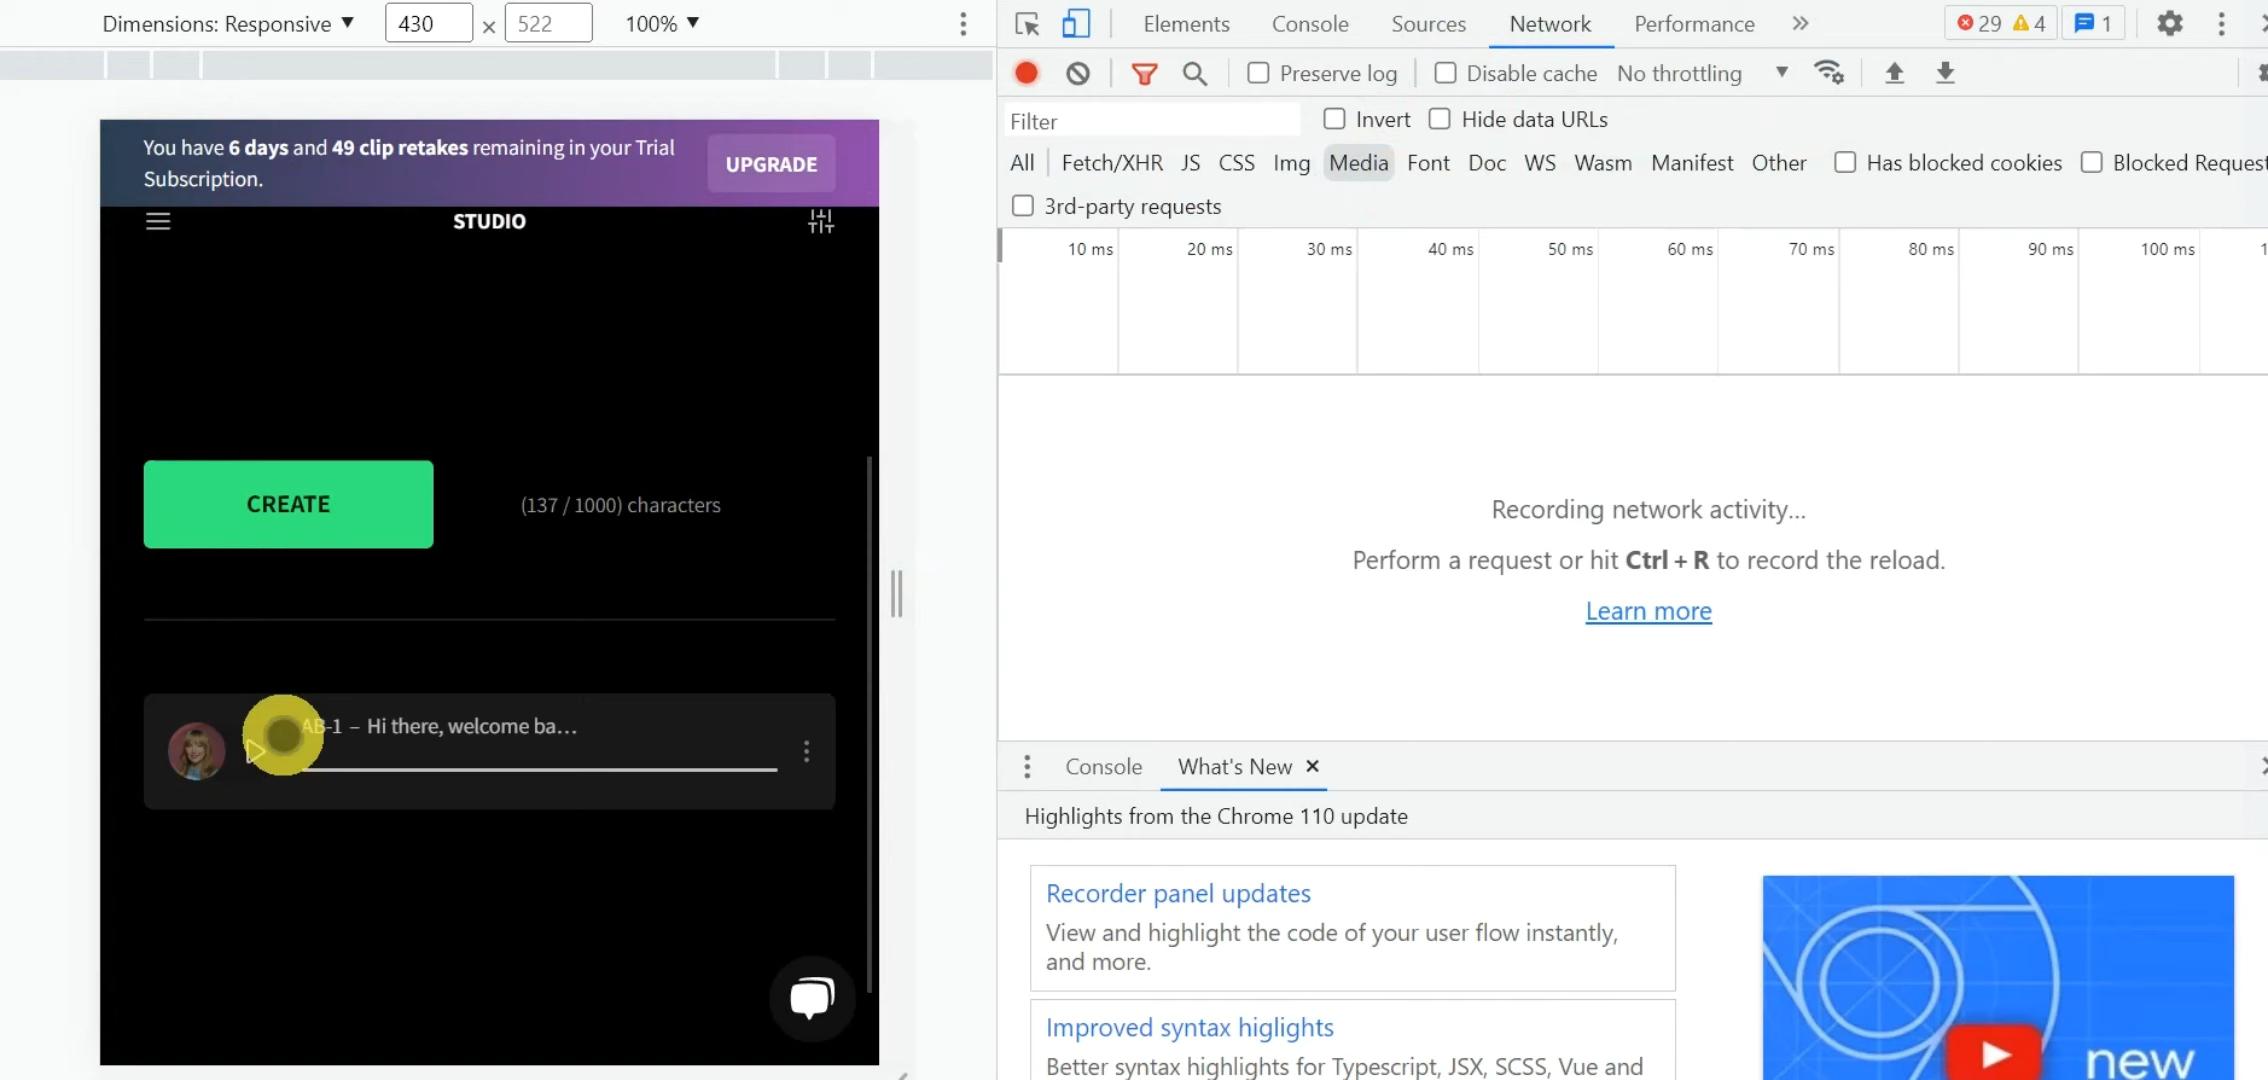 Dimensions: Responsive ▼ 430 × 522 100% ▼
Elements Console Sources Network Performance » 29 4 1
Preserve log Disable cache No throttling ▼
Filter Invert Hide data URLs
All Fetch/XHR JS CSS Img Media Font Doc WS Wasm Manifest Other Has blocked cookies Blocked Request
3rd-party requests
10 ms 20 ms 30 ms 40 ms 50 ms 60 ms 70 ms 80 ms 90 ms 100 ms 1
You have 6 days and 49 clip retakes remaining in your Trial
Subscription.
UPGRADE
STUDIO
CREATE
(137 / 1000) characters
AB-1 – Hi there, welcome ba...
Recording network activity...
Perform a request or hit Ctrl + R to record the reload.
Learn more
Console What's New ×
Highlights from the Chrome 110 update
Recorder panel updates
View and highlight the code of your user flow instantly,
and more.
Improved syntax higlights
Better syntax highlights for Typescript, JSX, SCSS, Vue and
new